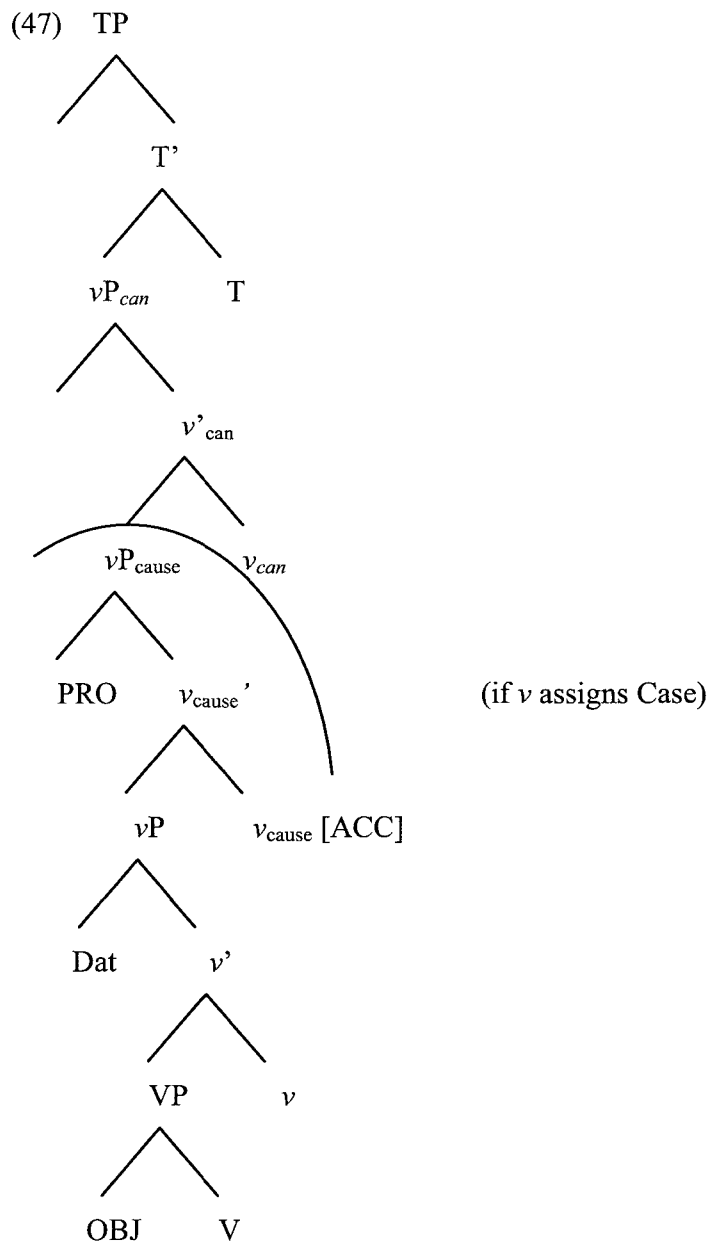 (47) TP
T’
vPcan T
v’can
vPcause vcan
PRO vcause’ (if v assigns Case)
vP vcause [ACC]
Dat v’
VP v
OBJ V